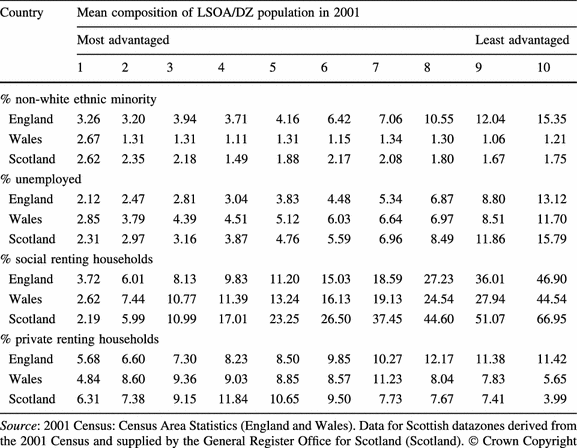 Country Mean composition of LSOA/DZ population in 2001
Most advantaged Least advantaged
1 2 3 4 5 6 7 8 9 10
% non-white ethnic minority
England 3.26 3.20 3.94 3.71 4.16 6.42 7.06 10.55 12.04 15.35
Wales 2.67 1.31 1.31 1.11 1.31 1.15 1.34 1.30 1.06 1.21
Scotland 2.62 2.35 2.18 1.49 1.88 2.17 2.08 1.80 1.67 1.75
% unemployed
England 2.12 2.47 2.81 3.04 3.83 4.48 5.34 6.87 8.80 13.12
Wales 2.85 3.79 4.39 4.51 5.12 6.03 6.64 6.97 8.51 11.70
Scotland 2.31 2.97 3.16 3.87 4.76 5.59 6.96 8.49 11.86 15.79
% social renting households
England 3.72 6.01 8.13 9.83 11.20 15.03 18.59 27.23 36.01 46.90
Wales 2.62 7.44 10.77 11.39 13.24 16.13 19.13 24.54 27.94 44.54
Scotland 2.19 5.99 10.99 17.01 23.25 26.50 37.45 44.60 51.07 66.95
% private renting households
England 5.68 6.60 7.30 8.23 8.50 9.85 10.27 12.17 11.38 11.42
Wales 4.84 8.60 9.36 9.03 8.85 8.57 11.23 8.04 7.83 5.65
Scotland 6.31 7.38 9.15 11.84 10.65 9.50 7.73 7.67 7.41 3.99
Source: 2001 Census: Census Area Statistics (England and Wales). Data for Scottish datazones derived from
the 2001 Census and supplied by the General Register Office for Scotland (Scotland). © Crown Copyright